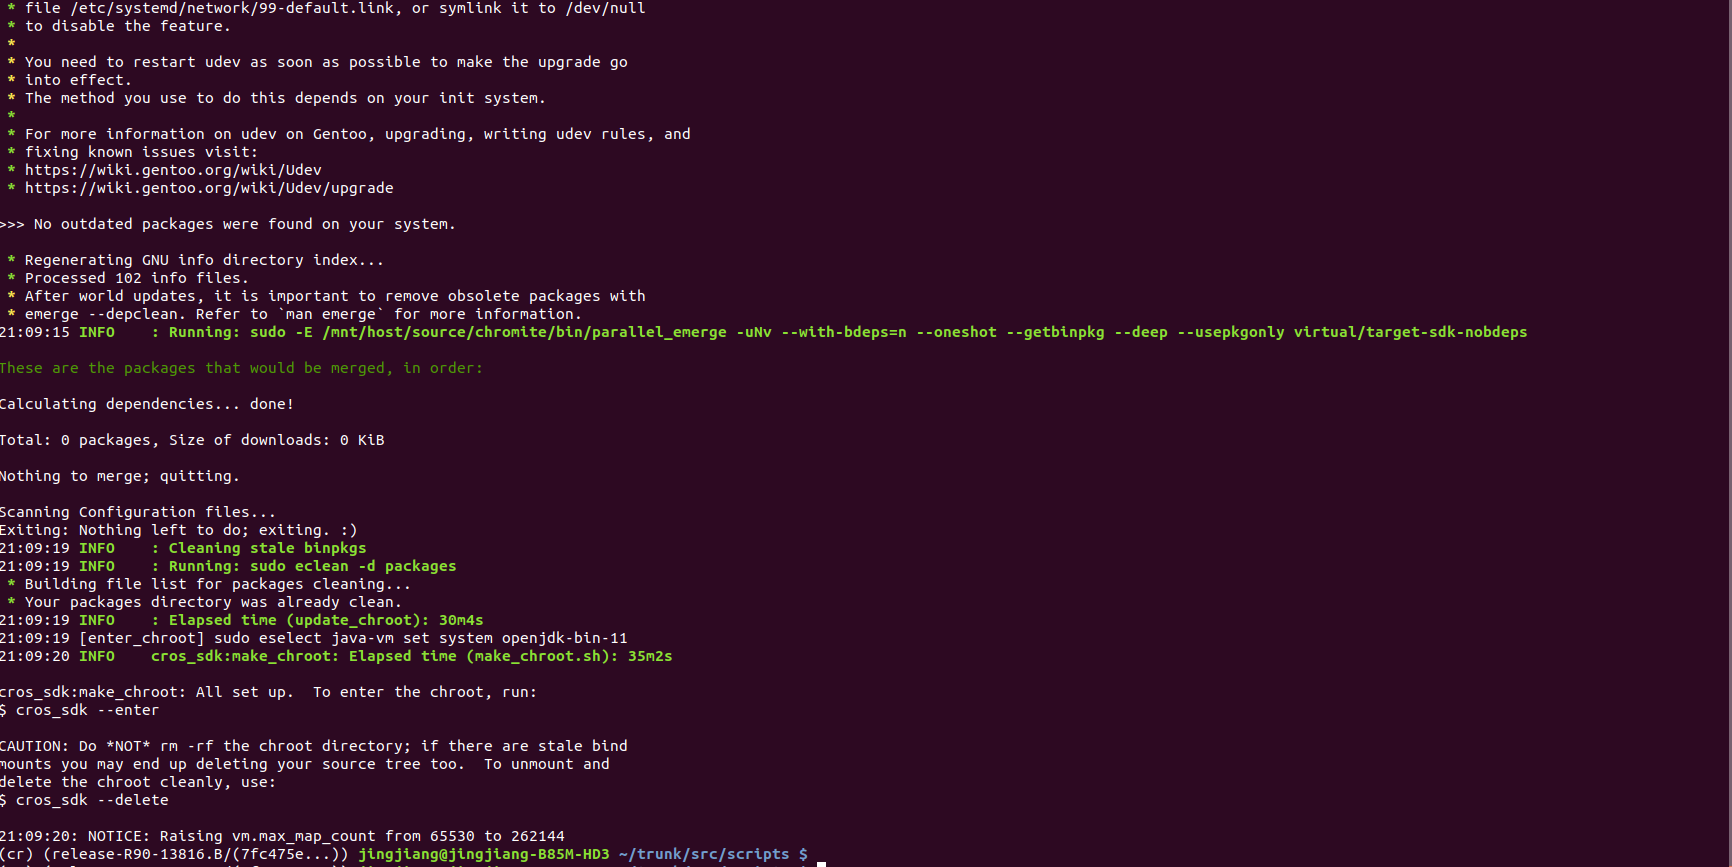 * file /etc/systemd/network/99-default.link, or symlink it to /dev/null
* to disable the feature.
*
* You need to restart udev as soon as possible to make the upgrade go
* into effect.
* The method you use to do this depends on your init system.
*
* For more information on udev on Gentoo, upgrading, writing udev rules, and
* fixing known issues visit:
* https://wiki.gentoo.org/wiki/Udev
* https://wiki.gentoo.org/wiki/Udev/upgrade
>>> No outdated packages were found on your system.
* Regenerating GNU info directory index...
* Processed 102 info files.
* After world updates, it is important to remove obsolete packages with
* emerge --depclean. Refer to `man emerge` for more information.
21:09:15 INFO    : Running: sudo -E /mnt/host/source/chromite/bin/parallel_emerge -uNv --with-bdeps=n --oneshot --getbinpkg --deep --usepkgonly virtual/target-sdk-nobdeps
These are the packages that would be merged, in order:
Calculating dependencies... done!
Total: 0 packages, Size of downloads: 0 KiB
Nothing to merge; quitting.
Scanning Configuration files...
Exiting: Nothing left to do; exiting. :)
21:09:19 INFO    : Cleaning stale binpkgs
21:09:19 INFO    : Running: sudo eclean -d packages
* Building file list for packages cleaning...
* Your packages directory was already clean.
21:09:19 INFO    : Elapsed time (update_chroot): 30m4s
21:09:19 [enter_chroot] sudo eselect java-vm set system openjdk-bin-11
21:09:20 INFO    cros_sdk:make_chroot: Elapsed time (make_chroot.sh): 35m2s
cros_sdk:make_chroot: All set up.  To enter the chroot, run:
$ cros_sdk --enter
CAUTION: Do *NOT* rm -rf the chroot directory; if there are stale bind
mounts you may end up deleting your source tree too.  To unmount and
delete the chroot cleanly, use:
$ cros_sdk --delete
21:09:20: NOTICE: Raising vm.max_map_count from 65530 to 262144
(cr) (release-R90-13816.B/(7fc475e...)) jingjiang@jingjiang-B85M-HD3 ~/trunk/src/scripts $